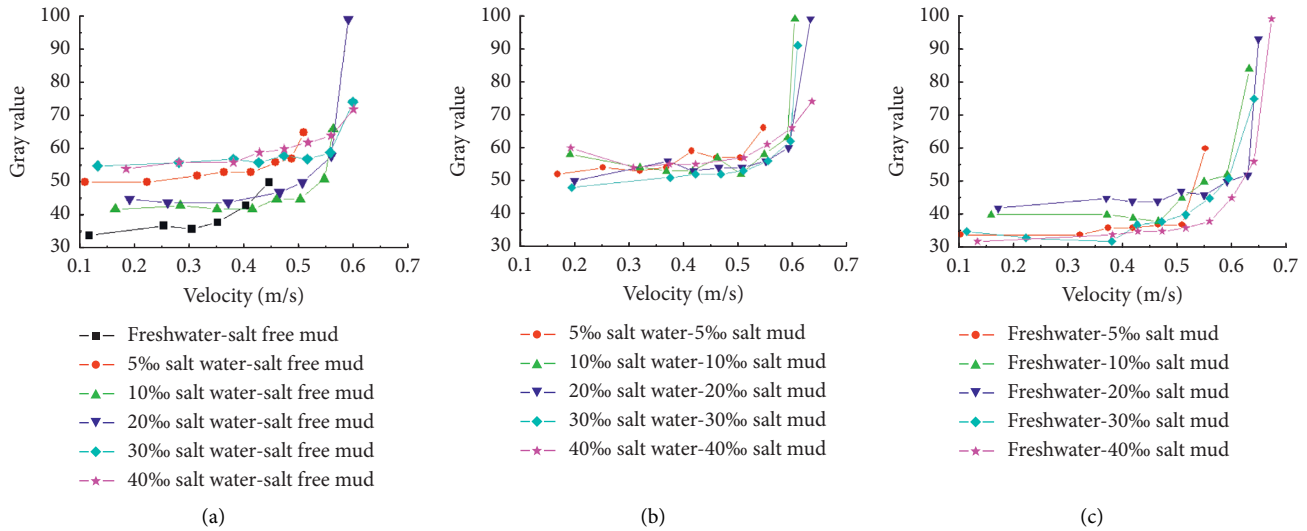 100
90
80
70
60
50
40
30
Gray value
0.1 0.2 0.3 0.4 0.5 0.6 0.7
Velocity (m/s)
Freshwater-salt free mud
5‰ salt water-salt free mud
10‰ salt water-salt free mud
20‰ salt water-salt free mud
30‰ salt water-salt free mud
40‰ salt water-salt free mud
(a)
100
90
80
70
60
50
40
30
Gray value
0.1 0.2 0.3 0.4 0.5 0.6 0.7
Velocity (m/s)
5‰ salt water-5‰ salt mud
10‰ salt water-10‰ salt mud
20‰ salt water-20‰ salt mud
30‰ salt water-30‰ salt mud
40‰ salt water-40‰ salt mud
(b)
100
90
80
70
60
50
40
30
Gray value
0.1 0.2 0.3 0.4 0.5 0.6 0.7
Velocity (m/s)
Freshwater-5‰ salt mud
Freshwater-10‰ salt mud
Freshwater-20‰ salt mud
Freshwater-30‰ salt mud
Freshwater-40‰ salt mud
(c)